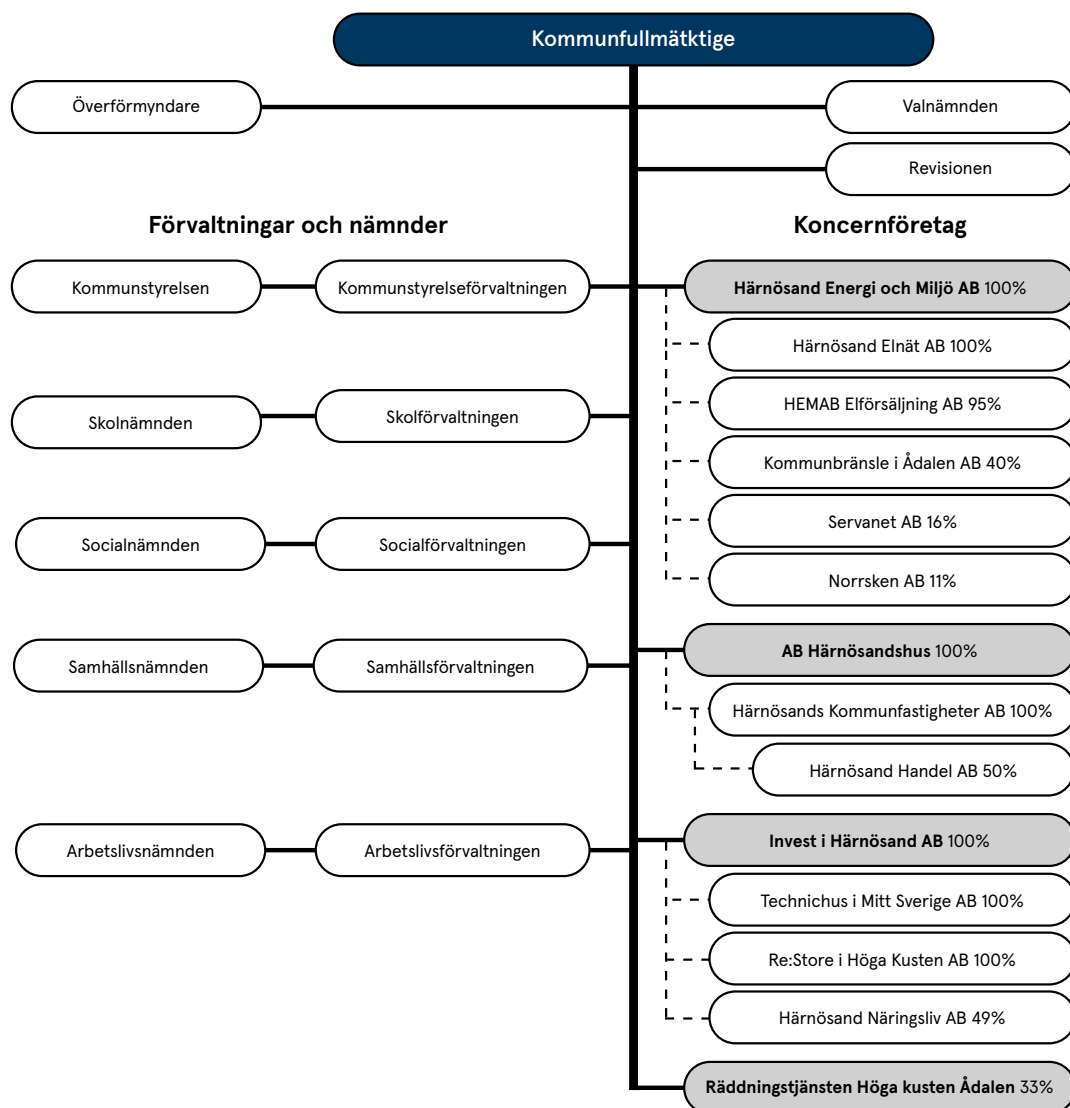 Kommunfullmätktige
Överförmyndare
Valnämnden
Revisionen
Förvaltningar och nämnder
Koncernföretag
Kommunstyrelsen
Kommunstyrelseförvaltningen
Härnösand Energi och Miljö AB 100%
Härnösand Elnät AB 100%
HEMAB Elförsäljning AB 95%
Skolnämnden
Skolförvaltningen
Kommunbränsle i Ådalen AB 40%
Servanet AB 16%
Socialnämnden
Socialförvaltningen
Norrsken AB 11%
Samhällsnämnden
Samhällsförvaltningen
AB Härnösandshus 100%
Härnösands Kommunfastigheter AB 100%
Härnösand Handel AB 50%
Arbetslivsnämnden
Arbetslivsförvaltningen
Invest i Härnösand AB 100%
Technichus i Mitt Sverige AB 100%
Re:Store i Höga Kusten AB 100%
Härnösand Näringsliv AB 49%
Räddningstjänsten Höga kusten Ådalen 33%